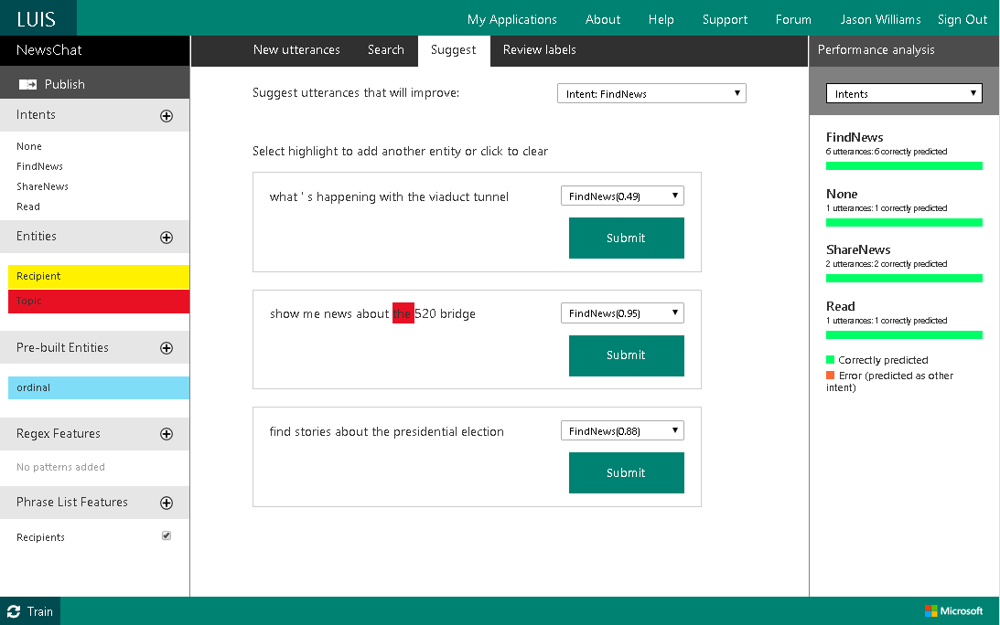 LUIS
My Applications About Help Support Forum Jason Williams Sign Out
NewsChat
New utterances Search Suggest Review labels
Performance analysis
Publish
Intents
None
FindNews
ShareNews
Read
Entities
Recipient
Topic
Pre-built Entities
ordinal
Regex Features
No patterns added
Phrase List Features
Recipients
Suggest utterances that will improve:
Intent: FindNews
Select highlight to add another entity or click to clear
what ' s happening with the viaduct tunnel
FindNews(0.49)
Submit
show me news about the 520 bridge
FindNews(0.95)
Submit
find stories about the presidential election
FindNews(0.88)
Submit
Intents
FindNews
6 utterances: 6 correctly predicted
None
1 utterances: 1 correctly predicted
ShareNews
2 utterances: 2 correctly predicted
Read
1 utterances: 1 correctly predicted
Correctly predicted
Error (predicted as other
intent)
Train
Microsoft